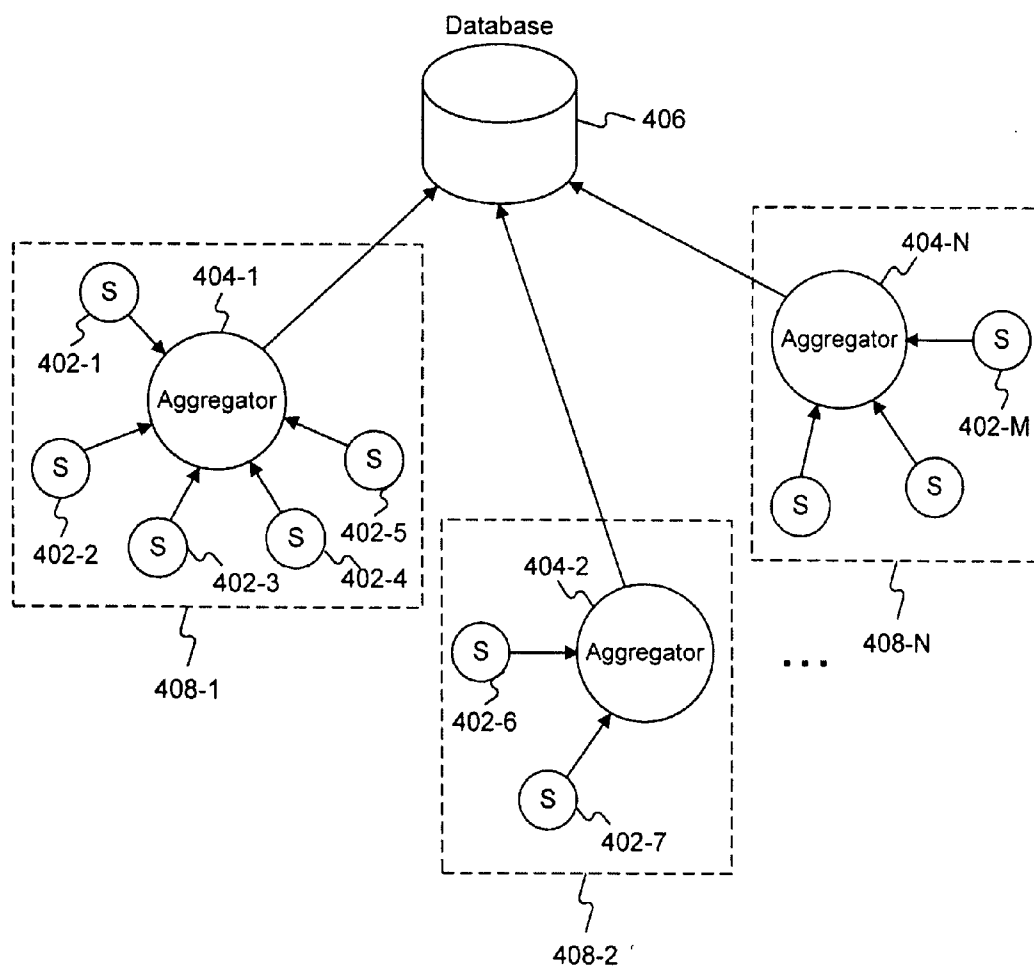 Database
406
404-1
S
402-1
Aggregator
S
402-2
S
402-3
S
402-4
S
402-5
408-1
404-2
S
402-6
Aggregator
S
402-7
408-2
...
404-N
Aggregator
S
402-M
S
S
408-N